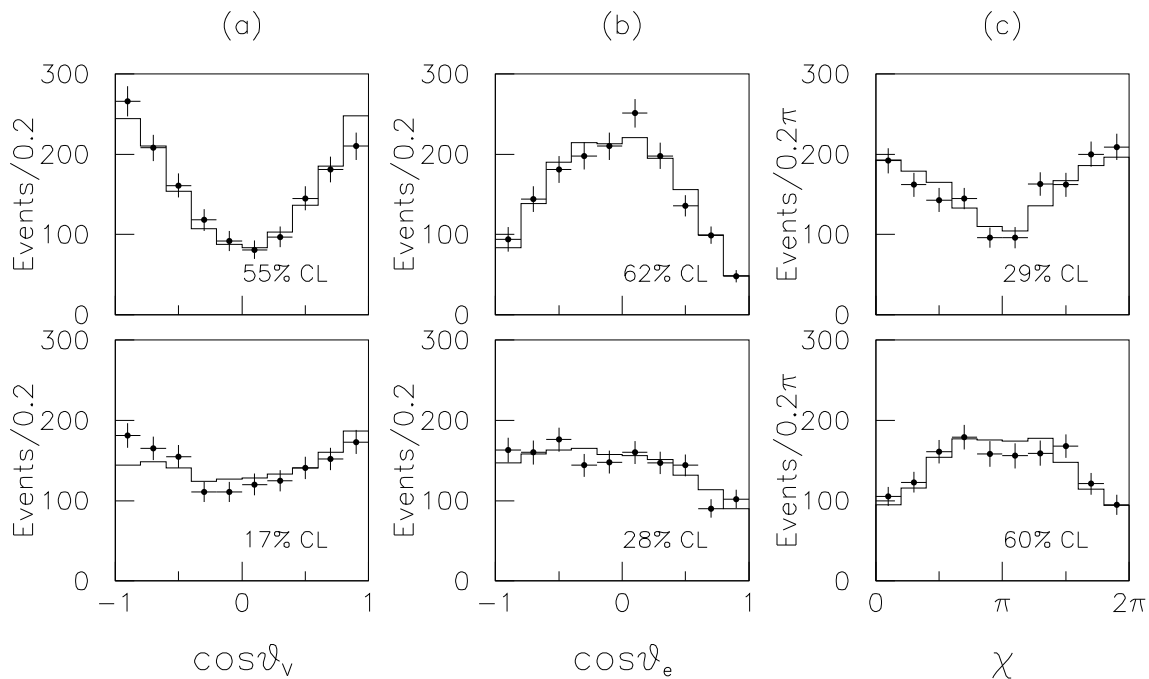 (a) (b) (c)
300 300 300
200 200 200
100 100 100
0 0 0
Events/0.2 Events/0.2 Events/0.2π
55% CL 62% CL 29% CL
300 300 300
200 200 200
100 100 100
0 0 0
Events/0.2 Events/0.2 Events/0.2π
17% CL 28% CL 60% CL
−1 0 1 −1 0 1 0 π 2π
cosϑ_V cosϑ_e χ